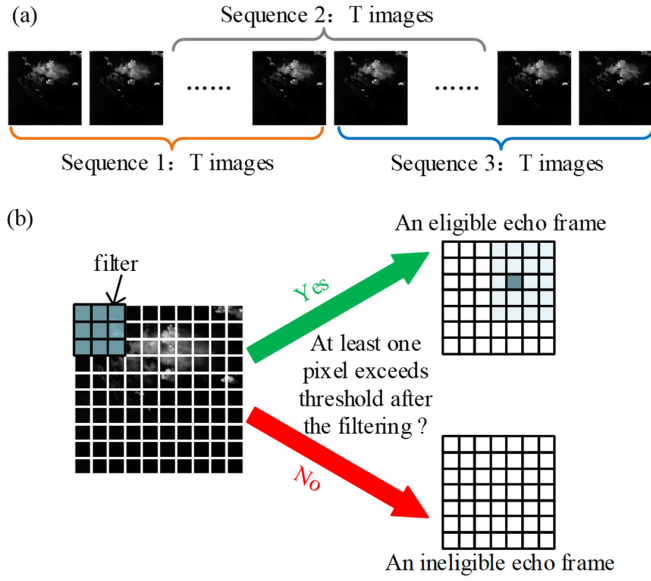 (a)
Sequence 2: T images
......
......
Sequence 1: T images
Sequence 3: T images
(b)
filter
Yes
At least one
pixel exceeds
threshold after
the filtering ?
No
An eligible echo frame
An ineligible echo frame